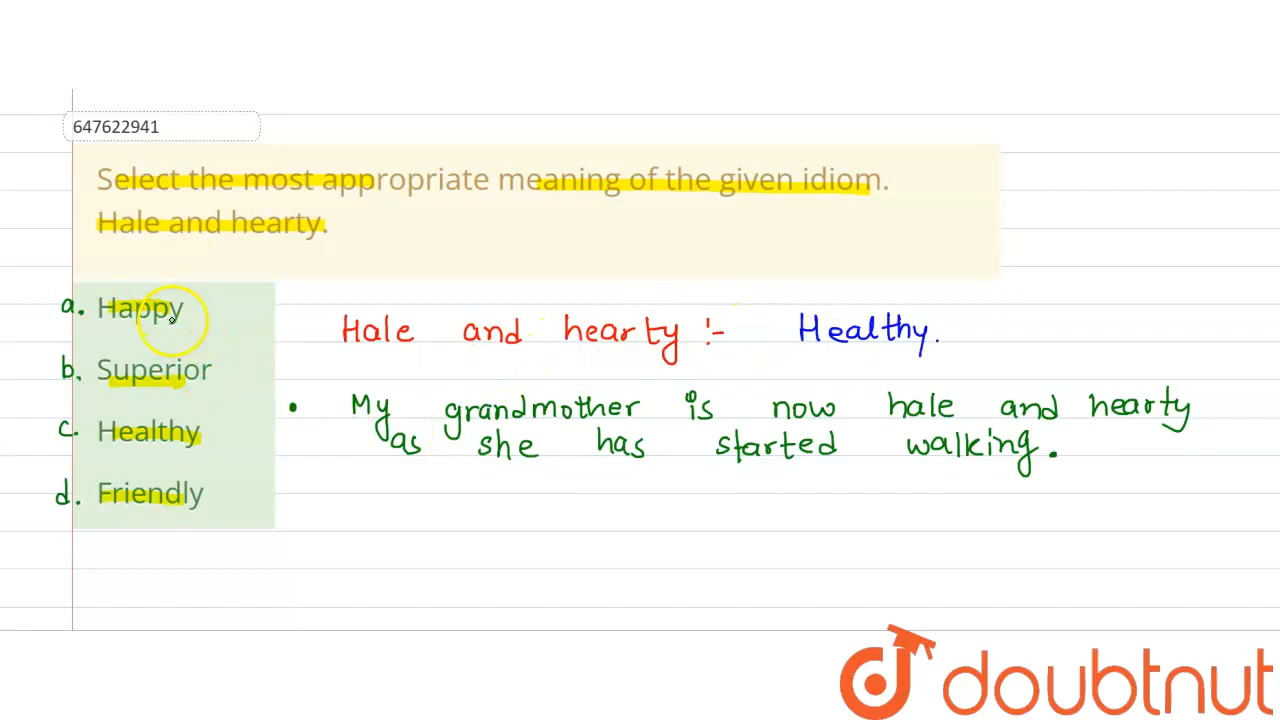 647622941
Select the most appropriate meaning of the given idiom.
Hale and hearty.
a. Happy
b. Superior
c. Healthy
d. Friendly
Hale and hearty :- Healthy.
• My grandmother is now hale and hearty
as she has started walking.
doubtnut